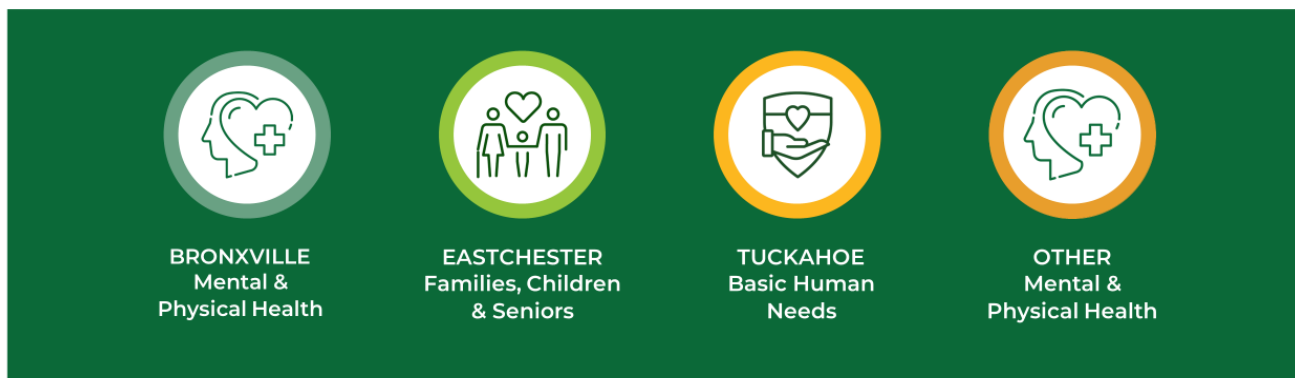 BRONXVILLE
Mental &
Physical Health
EASTCHESTER
Families, Children
& Seniors
TUCKAHOE
Basic Human
Needs
OTHER
Mental &
Physical Health